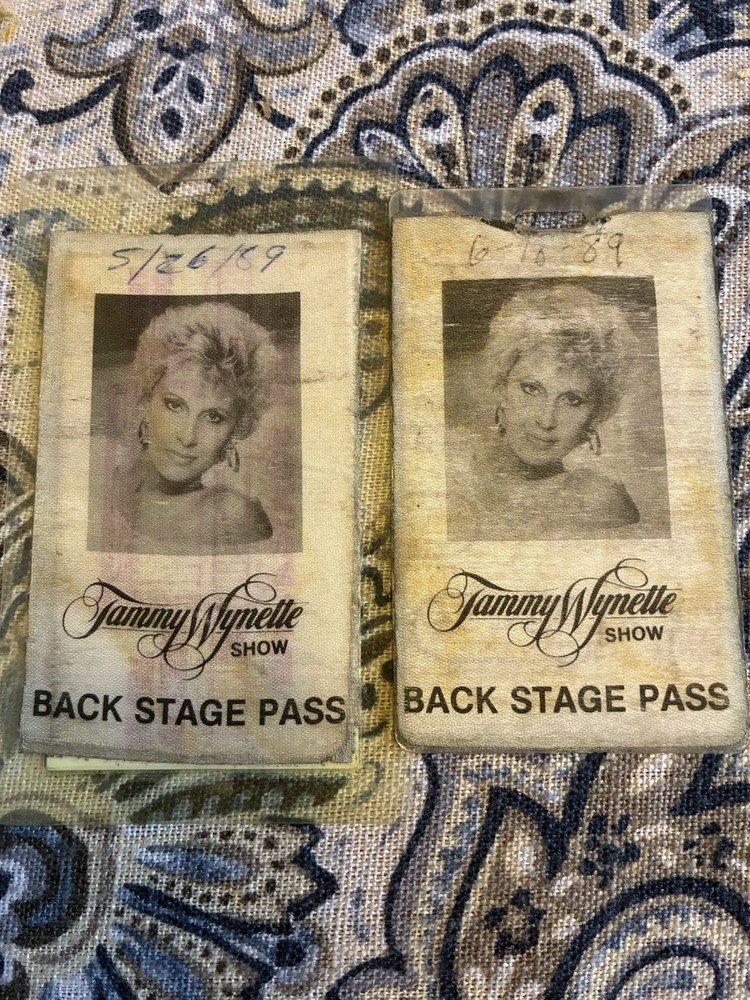 5/26/89
Tammy Wynette
SHOW
BACK STAGE PASS
6-10-89
Tammy Wynette
SHOW
BACK STAGE PASS